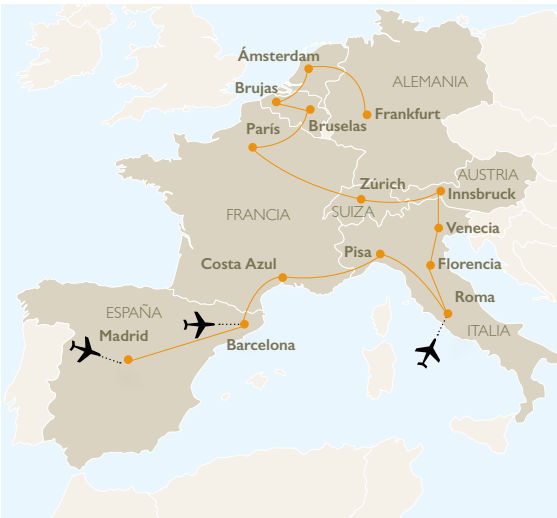 Ámsterdam
ALEMANIA
Brujas
Frankfurt
París
Bruselas
Zúrich
AUSTRIA
Innsbruck
FRANCIA
SUIZA
Venecia
Pisa
Costa Azul
Florencia
Roma
ESPAÑA
Madrid
ITALIA
Barcelona